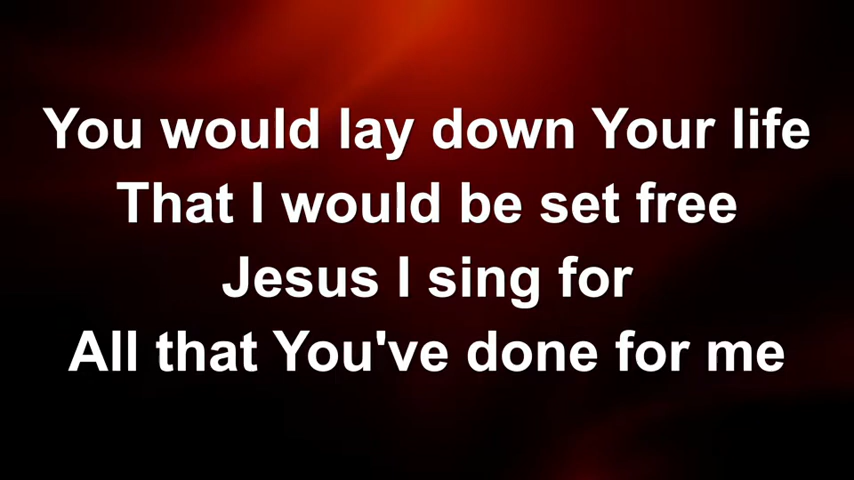 You would lay down Your life
That I would be set free
Jesus I sing for
All that You've done for me